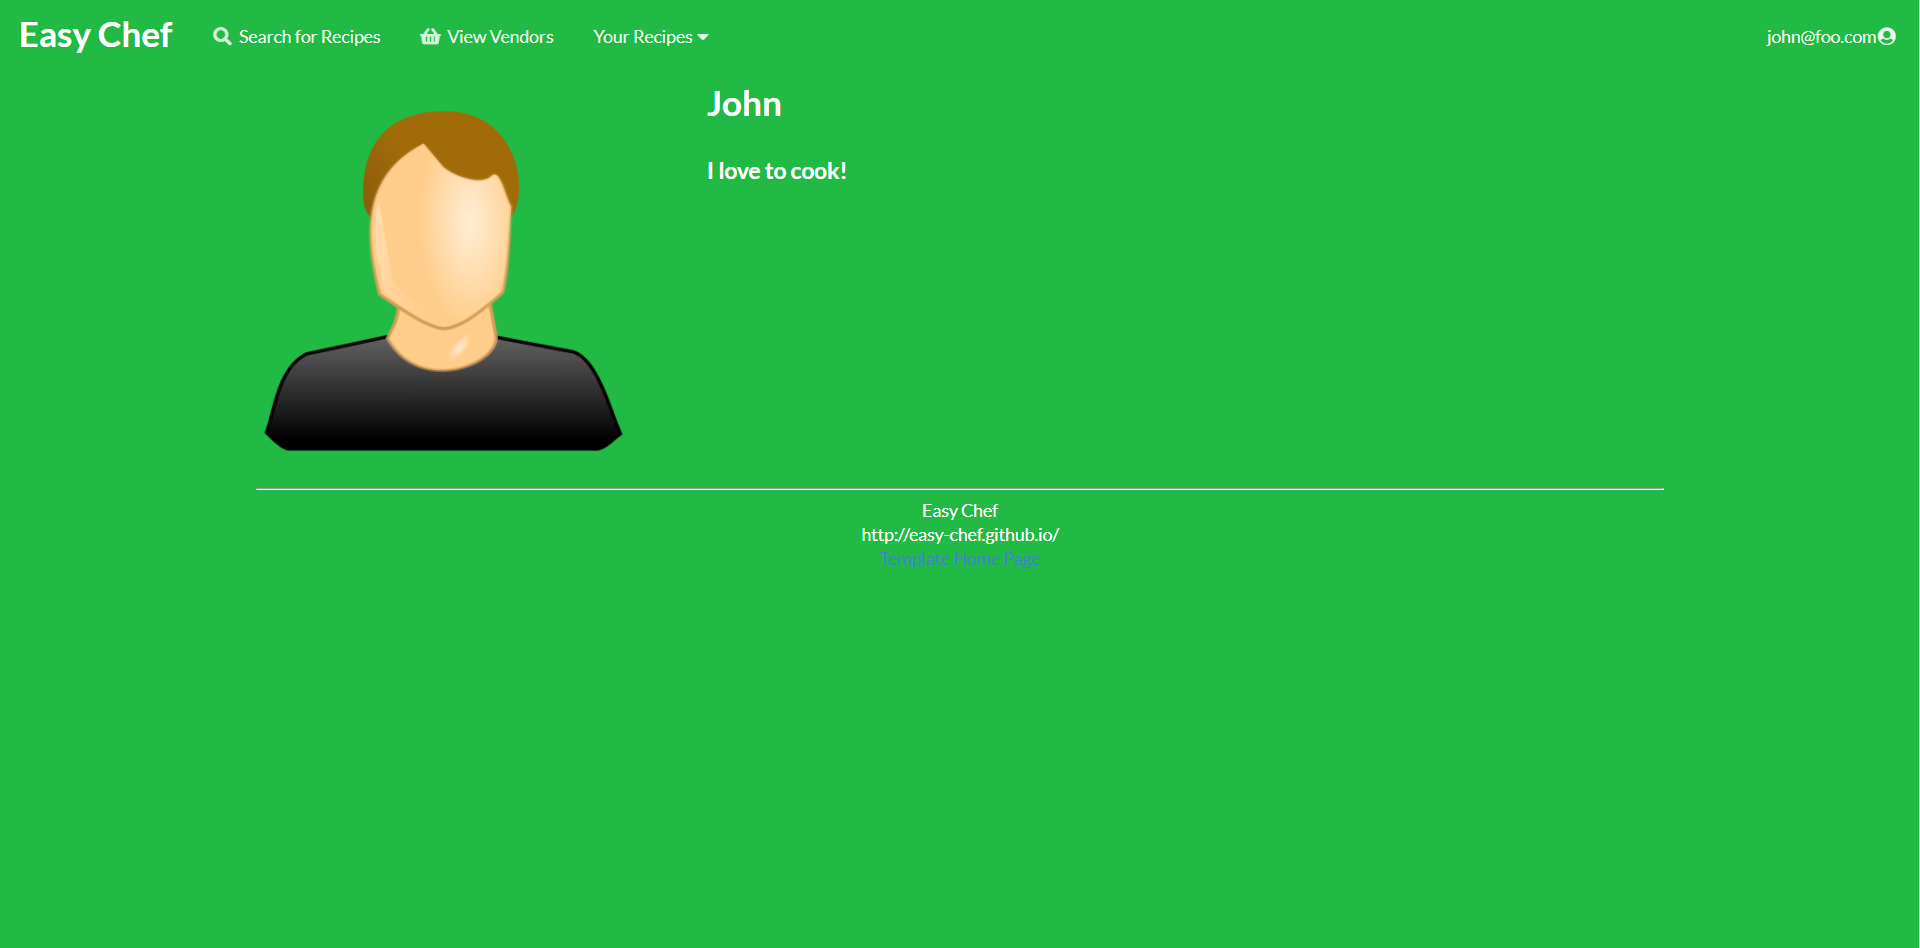 Easy Chef
Search for Recipes
View Vendors
Your Recipes
john@foo.com
John
I love to cook!
Easy Chef
http://easy-chef.github.io/
Template Home Page